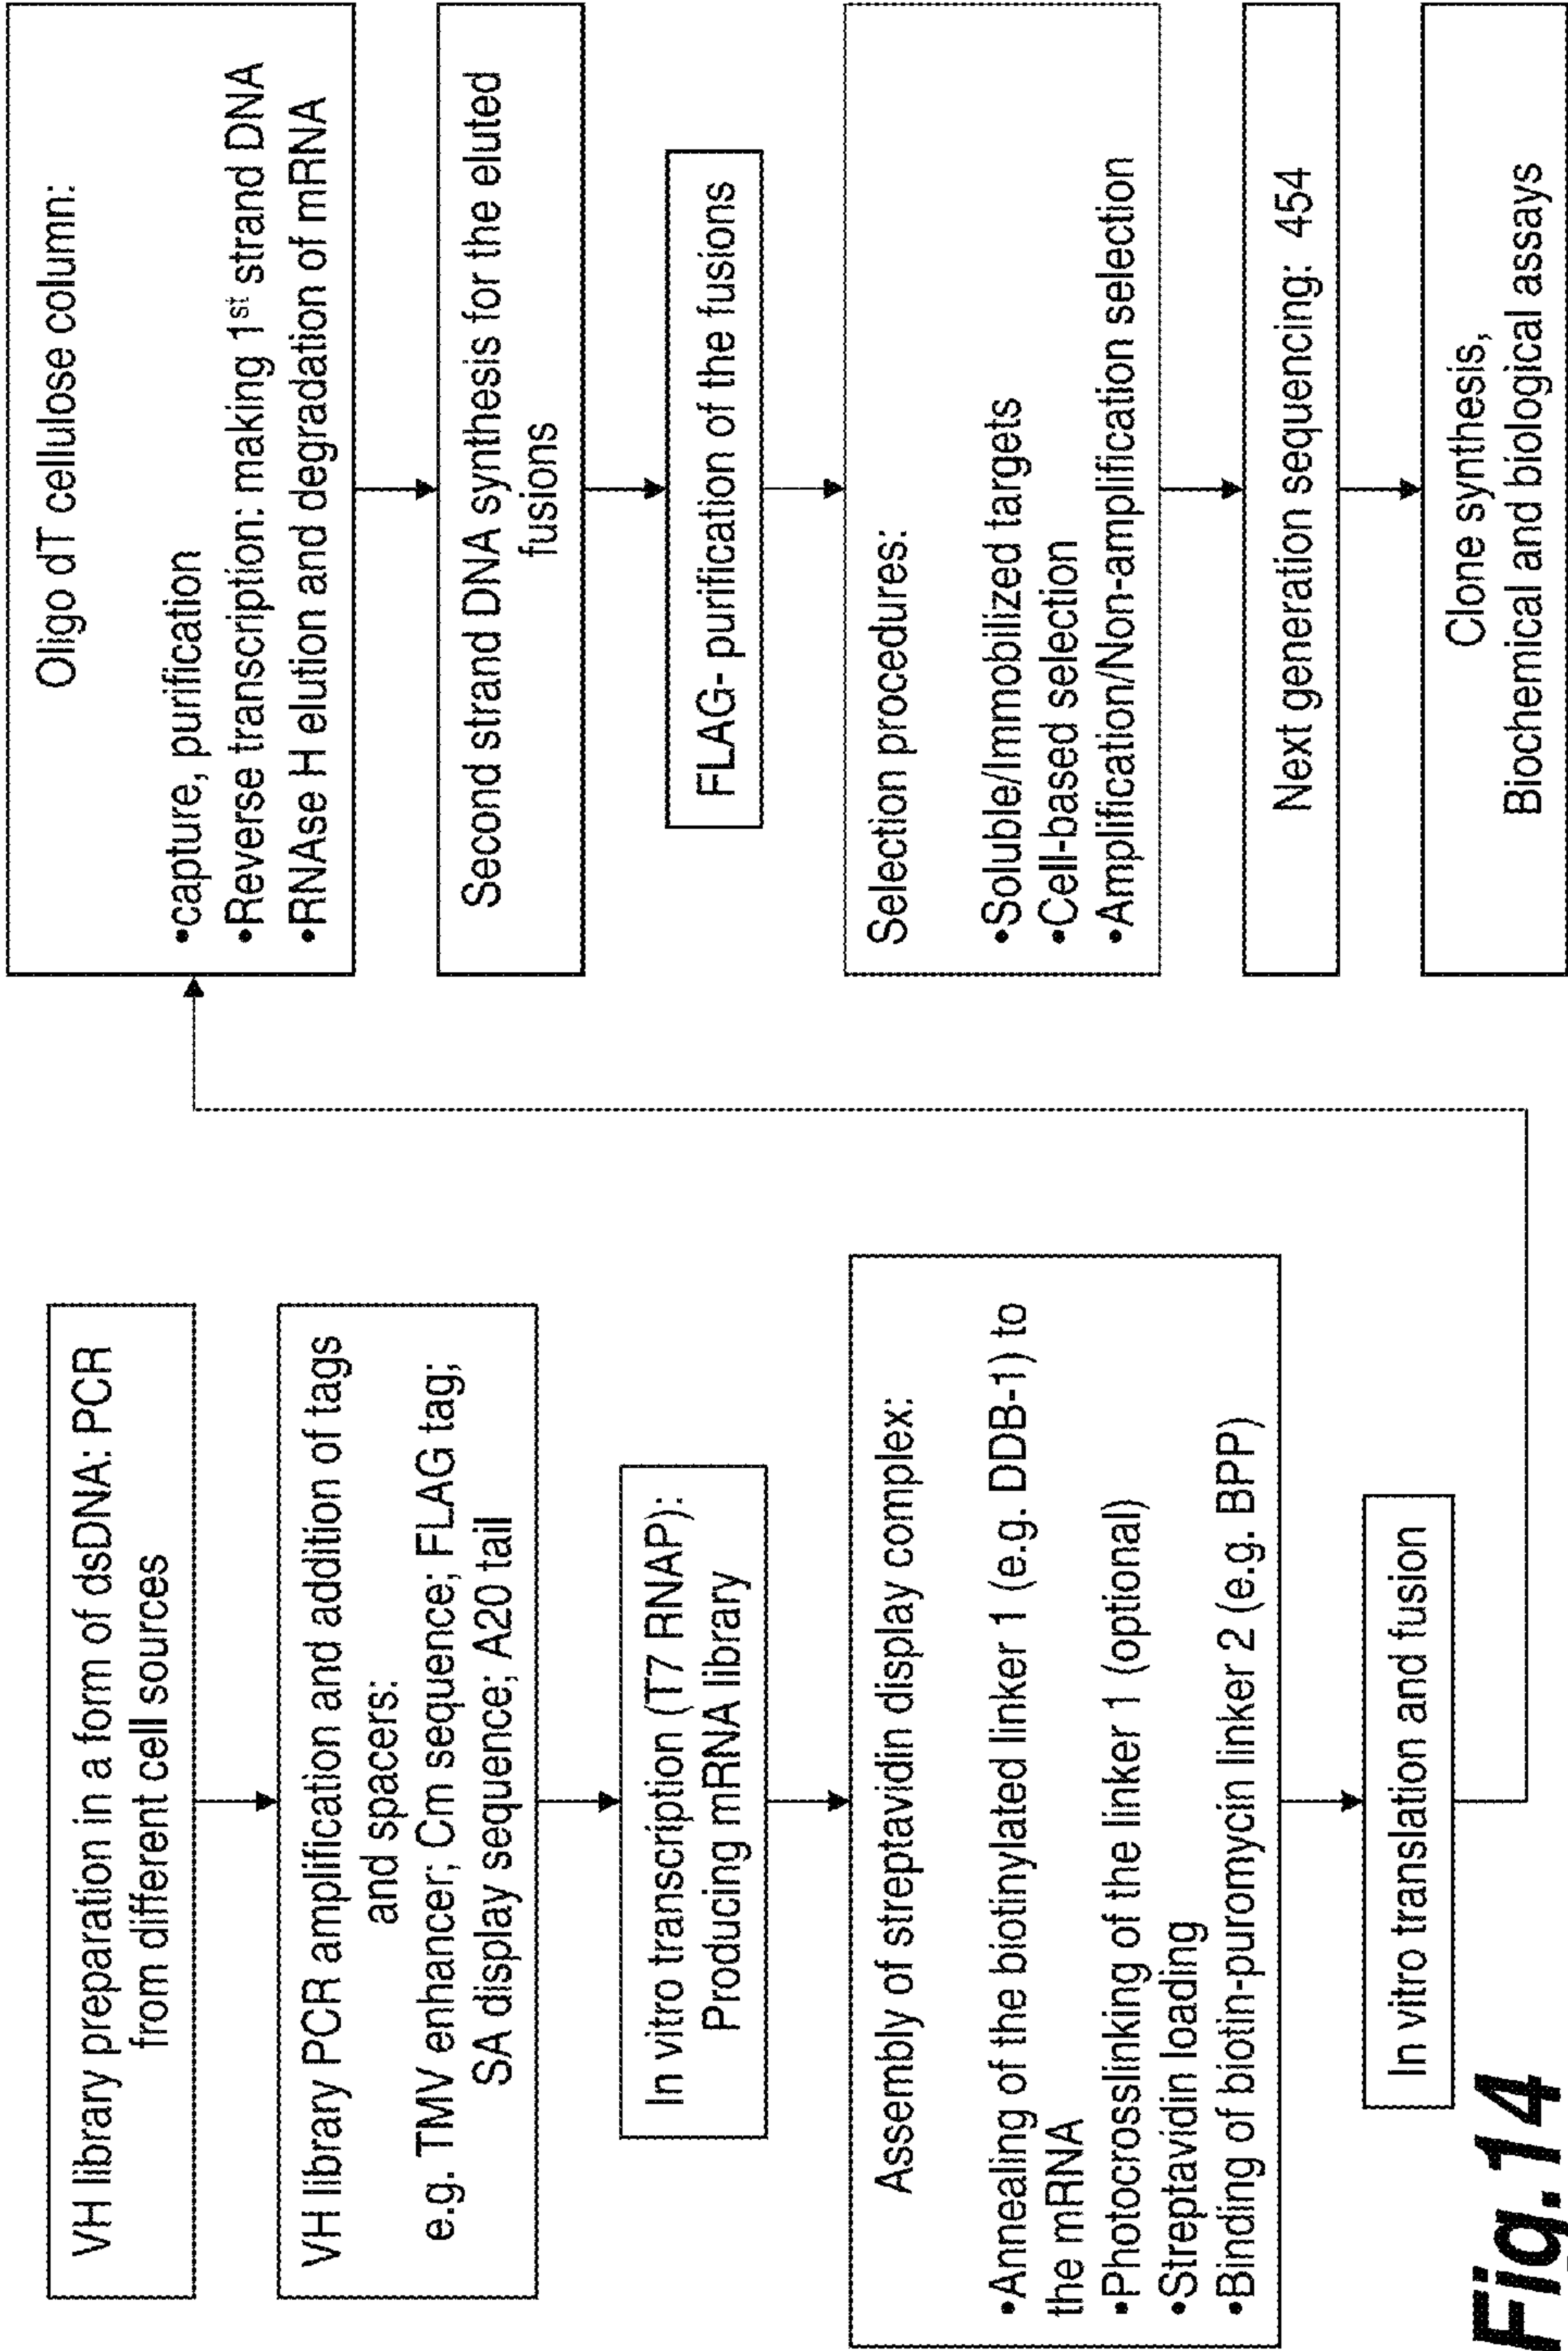 VH library preparation in a form of dsDNA: PCR
from different cell sources
VH library PCR amplification and addition of tags
and spacers:
e.g. TMV enhancer; Cm sequence; FLAG tag;
SA display sequence; A20 tail
In vitro transcription (T7 RNAP):
Producing mRNA library
Assembly of streptavidin display complex:
•Annealing of the biotinylated linker 1 (e.g. DDB-1) to
the mRNA
•Photocrosslinking of the linker 1 (optional)
•Streptavidin loading
•Binding of biotin-puromycin linker 2 (e.g. BPP)
In vitro translation and fusion
Oligo dT cellulose column:
•capture, purification
•Reverse transcription: making 1st strand DNA
•RNAse H elution and degradation of mRNA
Second strand DNA synthesis for the eluted
fusions
FLAG- purification of the fusions
Selection procedures:
•Soluble/Immobilized targets
•Cell-based selection
•Amplification/Non-amplification selection
Next generation sequencing: 454
Clone synthesis,
Biochemical and biological assays
Fig.14